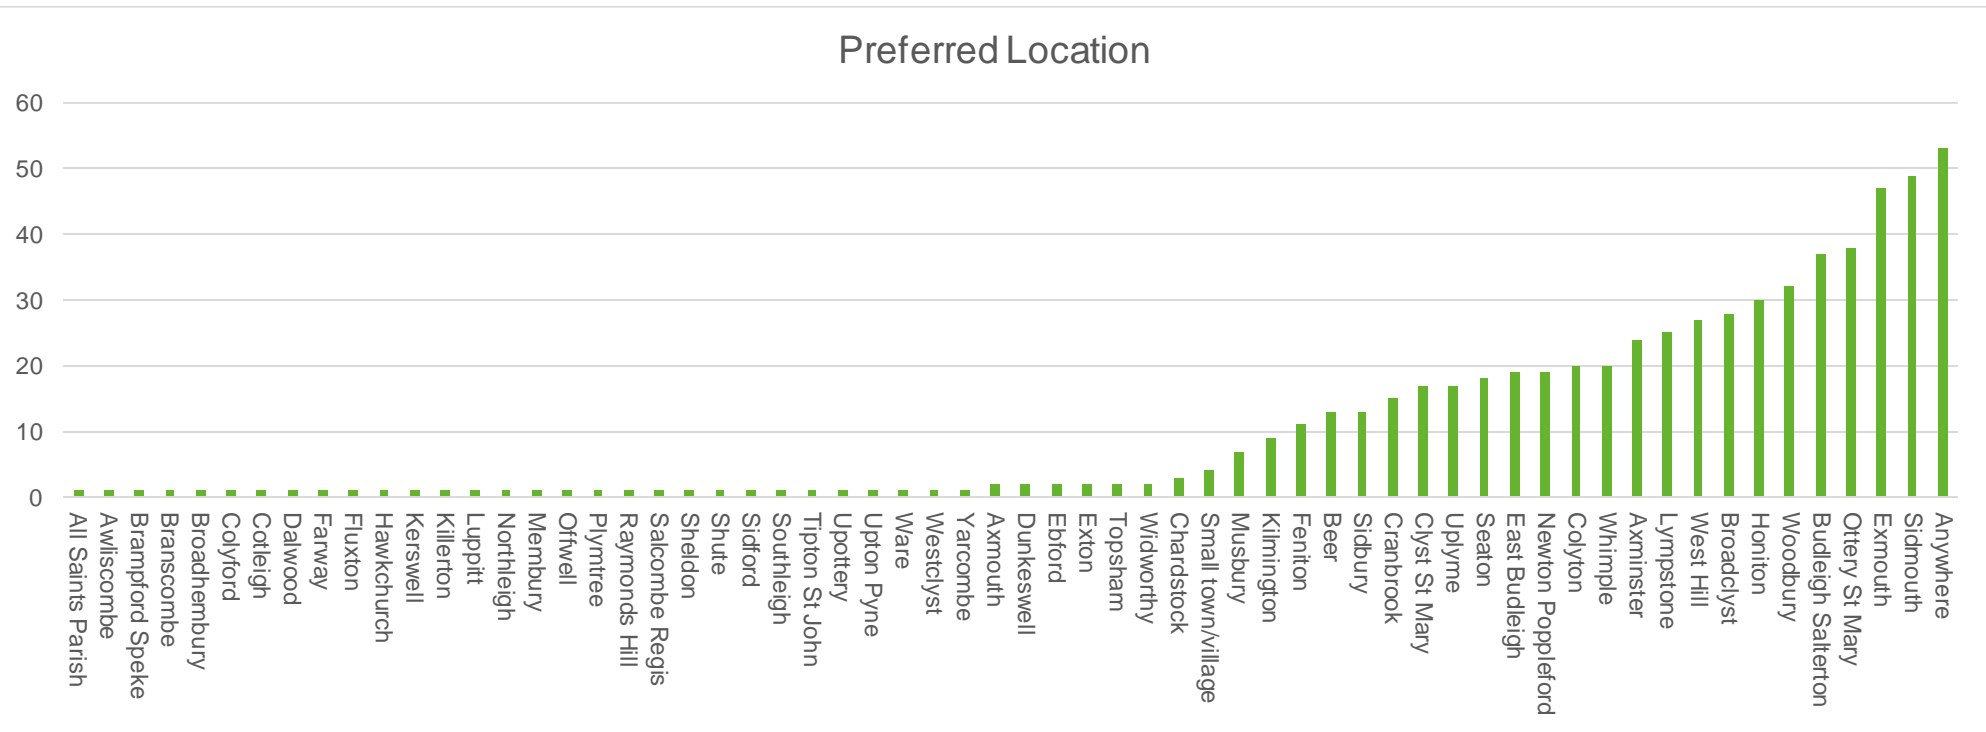 Preferred Location
60
50
40
30
20
10
0
All Saints Parish
Awliscombe
Brampford Speke
Branscombe
Broadhembury
Colyford
Cotleigh
Dalwood
Farway
Fluxton
Hawkchurch
Kerswell
Killerton
Luppitt
Northleigh
Membury
Offwell
Plymtree
Raymonds Hill
Salcombe Regis
Sheldon
Shute
Sidford
Southleigh
Tipton St John
Upottery
Upton Pyne
Ware
Westclyst
Yarcombe
Axmouth
Dunkeswell
Ebford
Exton
Topsham
Widworthy
Chardstock
Small town/village
Musbury
Kilmington
Feniton
Beer
Sidbury
Cranbrook
Clyst St Mary
Uplyme
Seaton
East Budleigh
Newton Poppleford
Colyton
Whimple
Axminster
Lympstone
West Hill
Broadclyst
Honiton
Woodbury
Budleigh Salterton
Ottery St Mary
Exmouth
Sidmouth
Anywhere